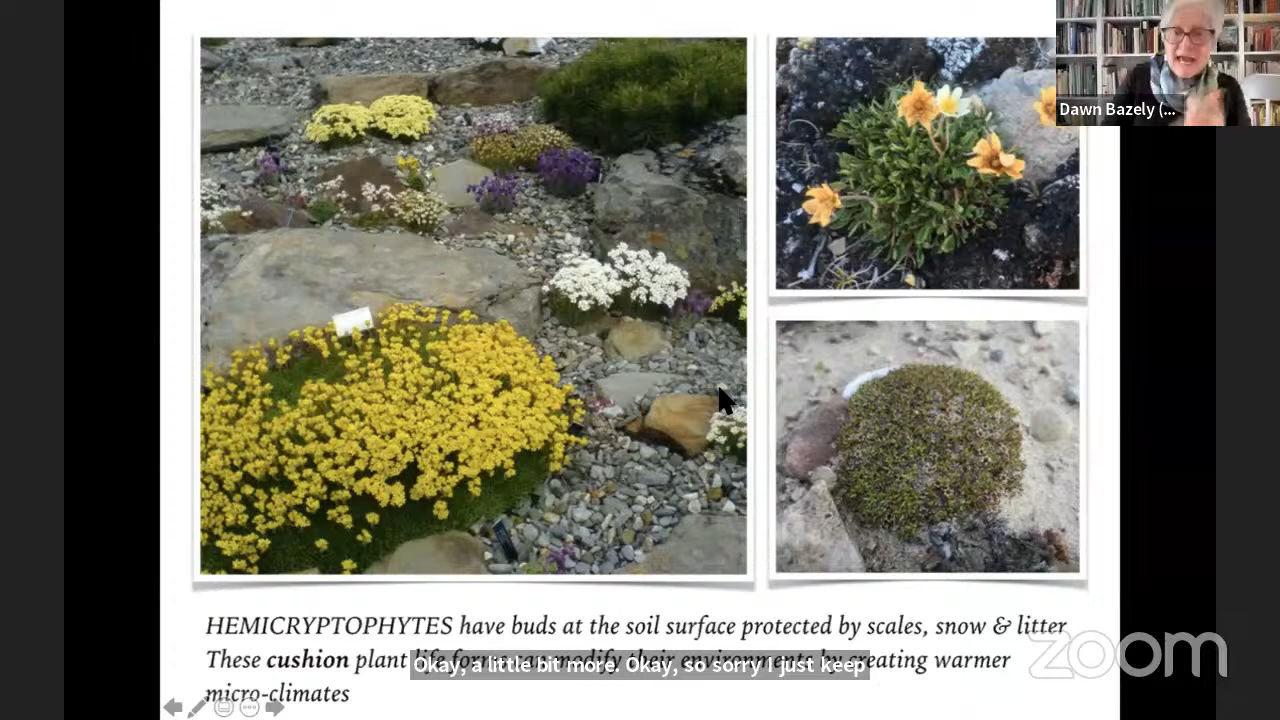 Dawn Bazely (...
HEMICRYPTOPHYTES have buds at the soil surface protected by scales, snow & litter
These cushion plant life forms can modify their environments by creating warmer
micro-climates
Okay, a little bit more. Okay, so sorry I just keep
zoom